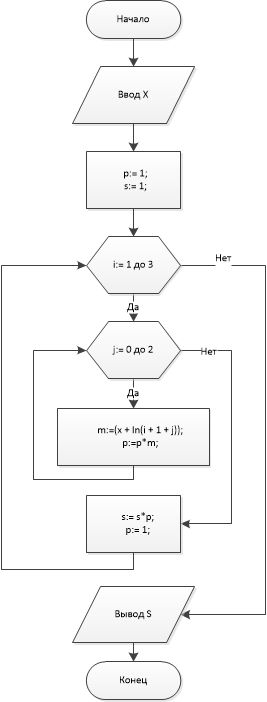 Начало
Ввод X
p:= 1;
s:= 1;
i:= 1 до 3
Нет
Да
j:= 0 до 2
Нет
Да
m:=(x + ln(i + 1 + j));
p:=p*m;
s:= s*p;
p:= 1;
Вывод S
Конец